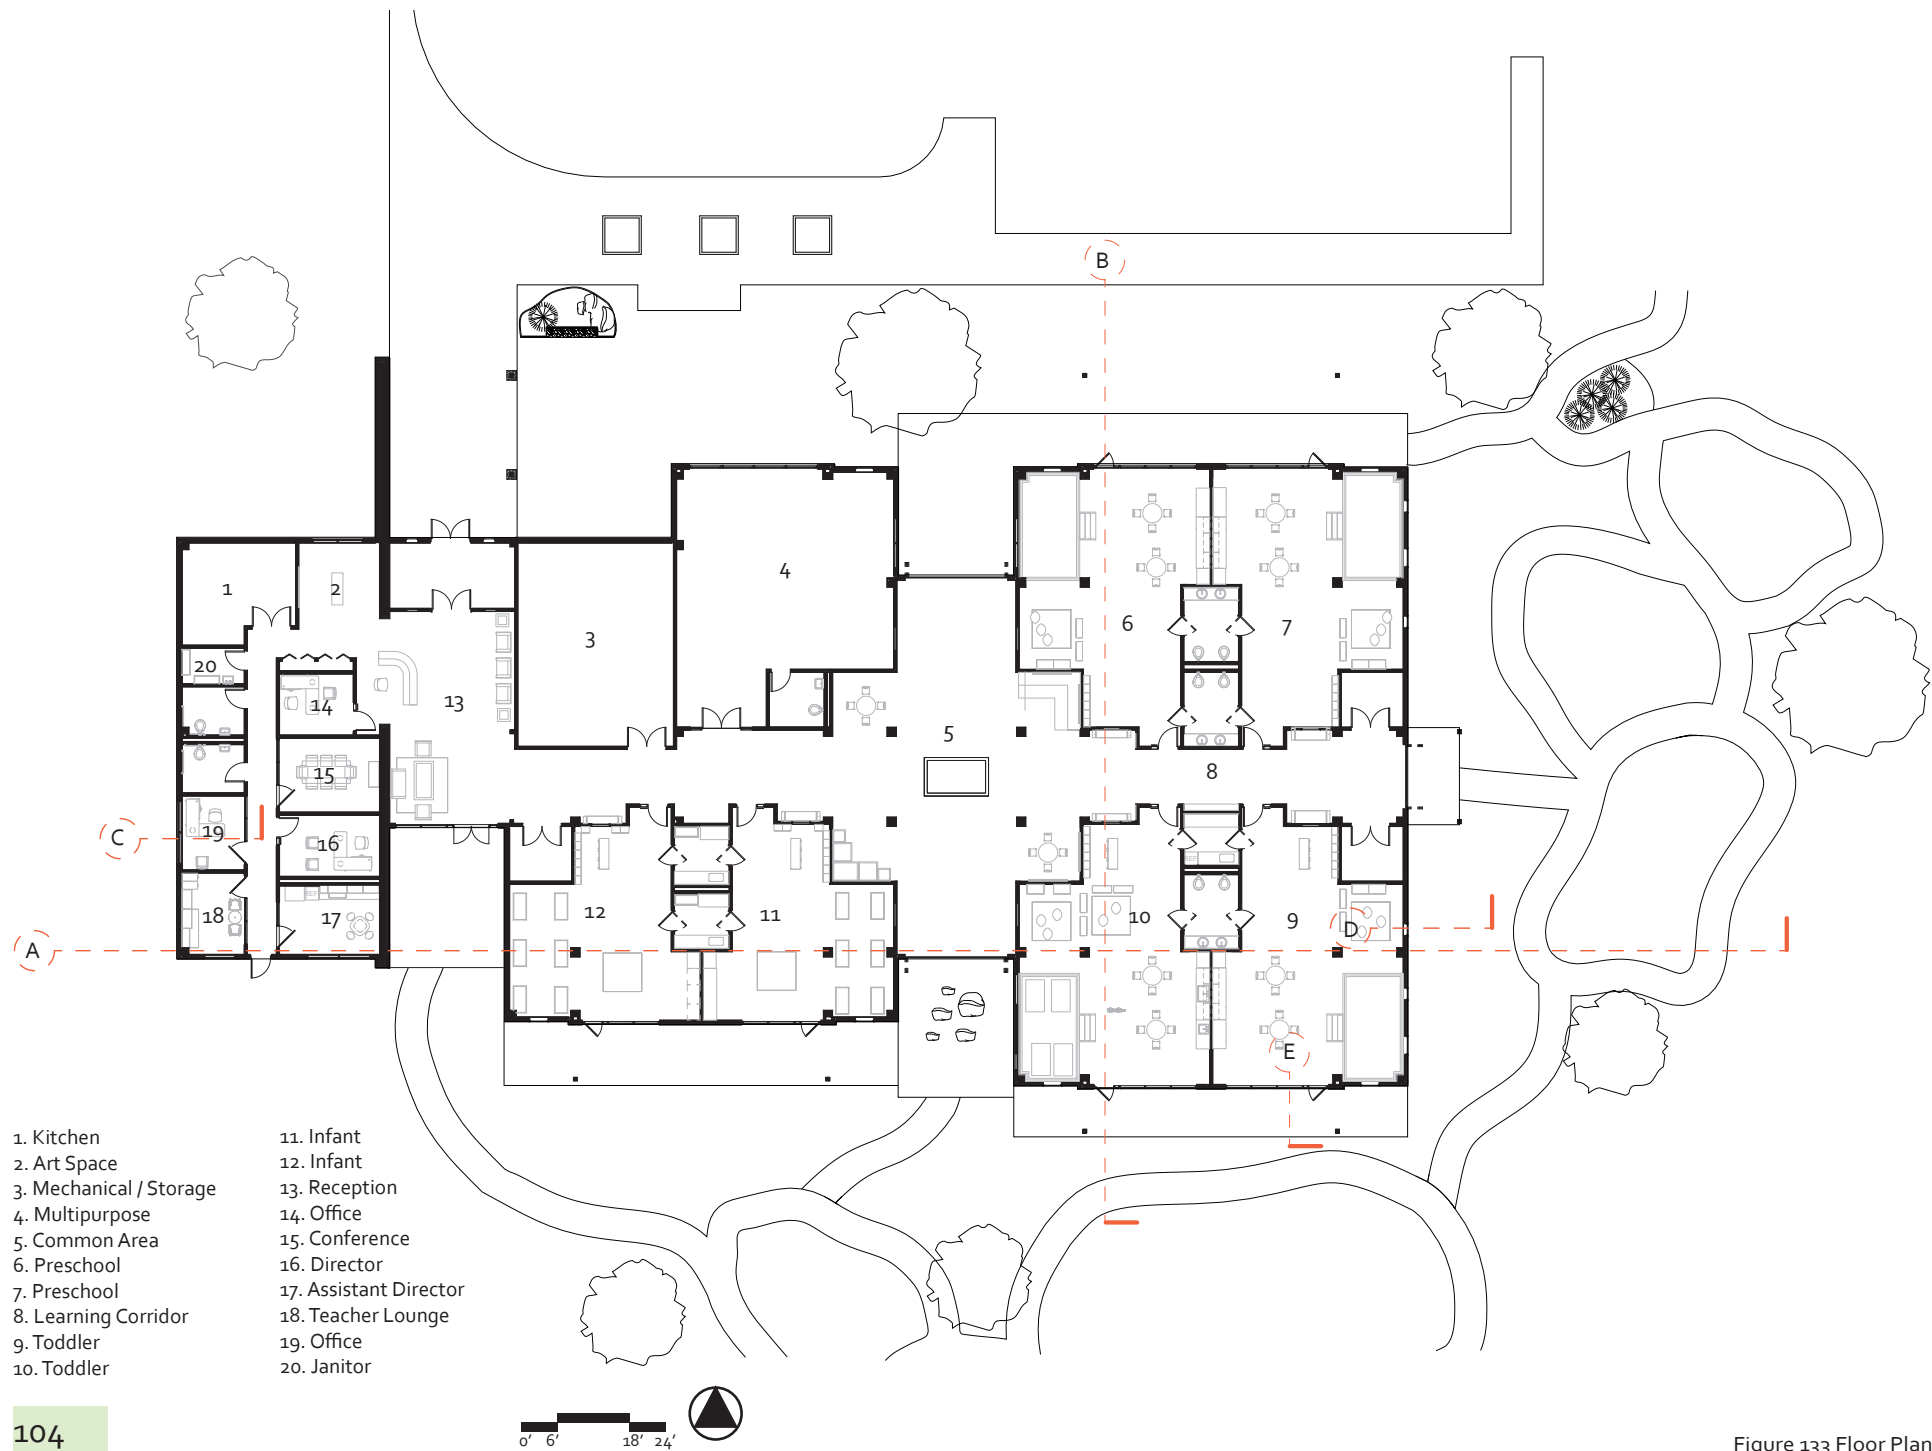 B
1
2
3
4
5
6
7
8
20
14
13
15
19
16
C
18
17
12
11
10
9
D
A
REF
REF
E
1. Kitchen
2. Art Space
3. Mechanical / Storage
4. Multipurpose
5. Common Area
6. Preschool
7. Preschool
8. Learning Corridor
9. Toddler
10. Toddler
11. Infant
12. Infant
13. Reception
14. Office
15. Conference
16. Director
17. Assistant Director
18. Teacher Lounge
19. Office
20. Janitor
0' 6' 18' 24'
104
Figure 133 Floor Plan